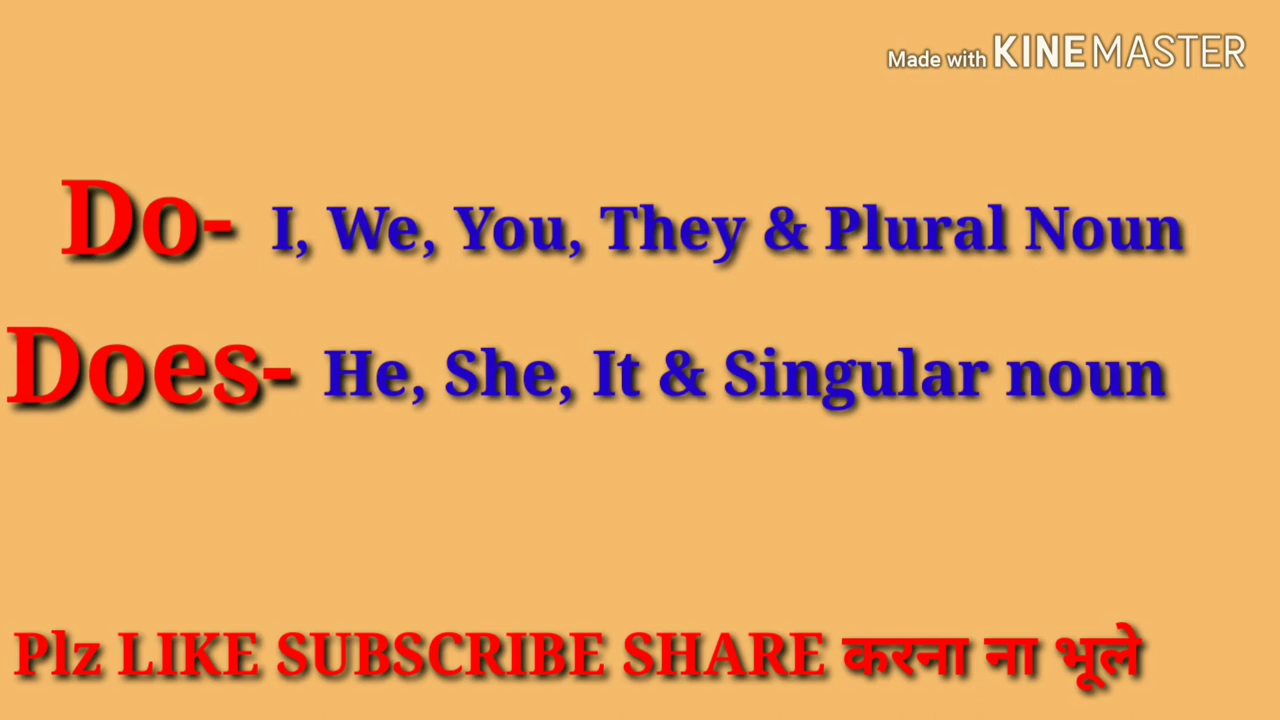 Made with KINEMASTER
Do- I, We, You, They & Plural Noun
Does- He, She, It & Singular noun
Plz LIKE SUBSCRIBE SHARE करना ना भूले